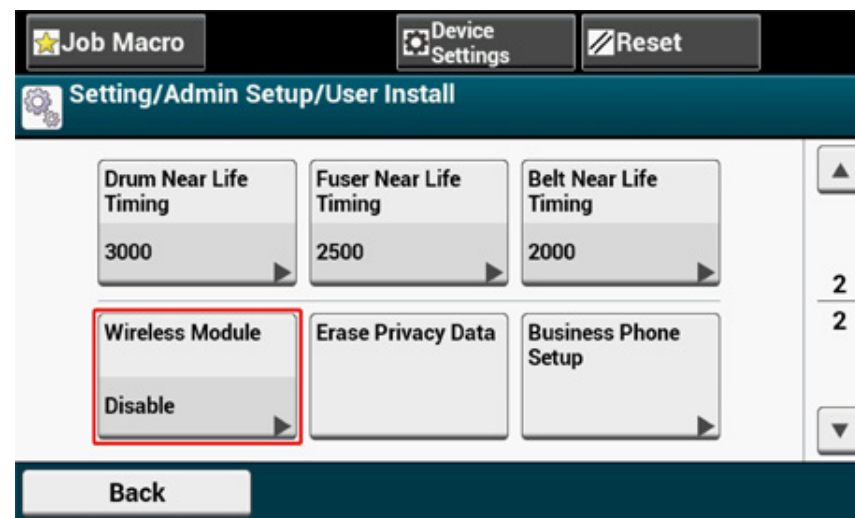 Job Macro
Device
Settings
Reset
Setting/Admin Setup/User Install
Drum Near Life
Timing
3000
Fuser Near Life
Timing
2500
Belt Near Life
Timing
2000
2
2
Wireless Module
Disable
Erase Privacy Data
Business Phone
Setup
Back